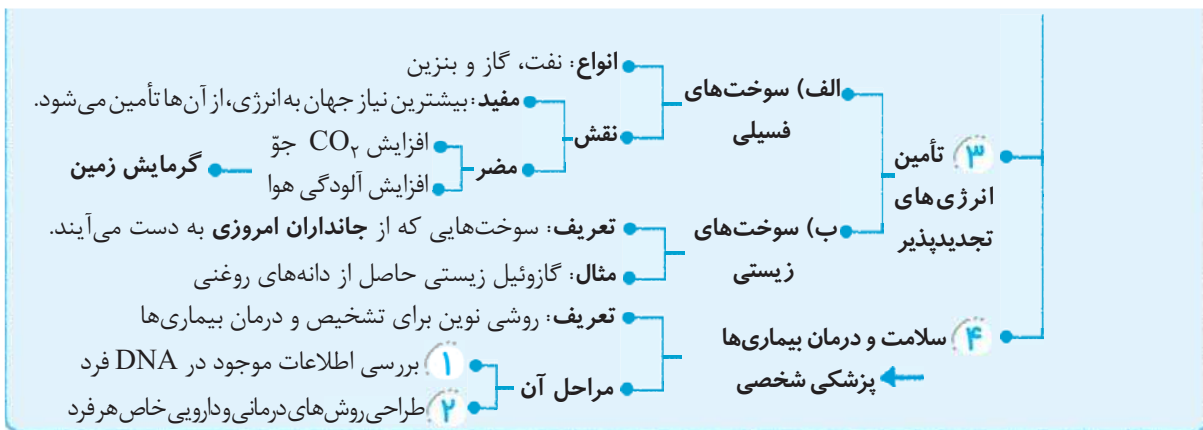 ۳ تأمین انرژی‌های تجدیدپذیر
الف) سوخت‌های فسیلی
انواع: نفت، گاز و بنزین
نقش
مفید: بیشترین نیاز جهان به انرژی، از آن‌ها تأمین می‌شود.
مضر
افزایش CO₂ جوّ
افزایش آلودگی هوا
گرمایش زمین
ب) سوخت‌های زیستی
تعریف: سوخت‌هایی که از جانداران امروزی به دست می‌آیند.
مثال: گازوئیل زیستی حاصل از دانه‌های روغنی
۴ سلامت و درمان بیماری‌ها
پزشکی شخصی
تعریف: روشی نوین برای تشخیص و درمان بیماری‌ها
مراحل آن
۱ بررسی اطلاعات موجود در DNA فرد
۲ طراحی روش‌های درمانی و دارویی خاص هر فرد